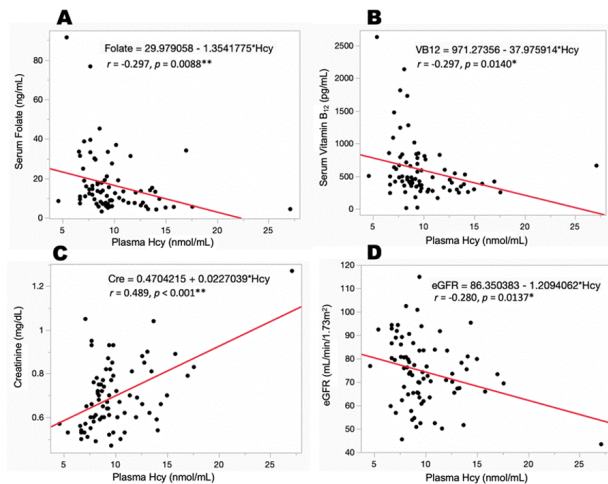 A
Folate = 29.979058 - 1.3541775*Hcy
r = -0.297, p = 0.0088**
80
60
40
20
0
Serum Folate (ng/mL)
5
10
15
20
25
Plasma Hcy (nmol/mL)
B
VB12 = 971.27356 - 37.975914*Hcy
r = -0.297, p = 0.0140*
2500
2000
1500
1000
500
0
Serum Vitamin B12 (pg/mL)
5
10
15
20
25
Plasma Hcy (nmol/mL)
C
Cre = 0.4704215 + 0.0227039*Hcy
r = 0.489, p < 0.001**
1.2
1
0.8
0.6
Creatinine (mg/dL)
5
10
15
20
25
Plasma Hcy (nmol/mL)
D
eGFR = 86.350383 - 1.2094062*Hcy
r = -0.280, p = 0.0137*
120
110
100
90
80
70
60
50
40
eGFR (mL/min/1.73m²)
5
10
15
20
25
Plasma Hcy (nmol/mL)